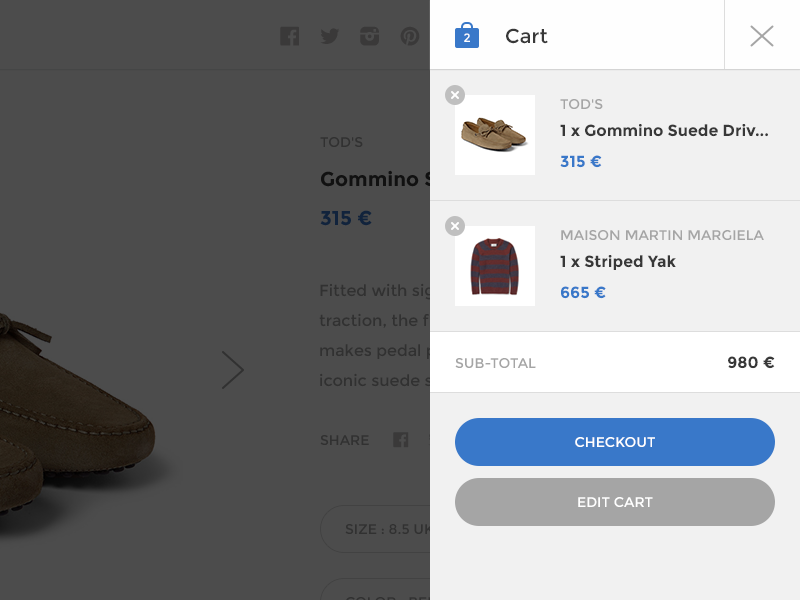 2
Cart
TOD'S
1 x Gommino Suede Driv...
315 €
MAISON MARTIN MARGIELA
1 x Striped Yak
665 €
SUB-TOTAL
980 €
CHECKOUT
EDIT CART
TOD'S
Gommino
315 €
Fitted with
traction, the
makes pedal
iconic suede
SHARE
SIZE : 8.5 UK
COLOR :